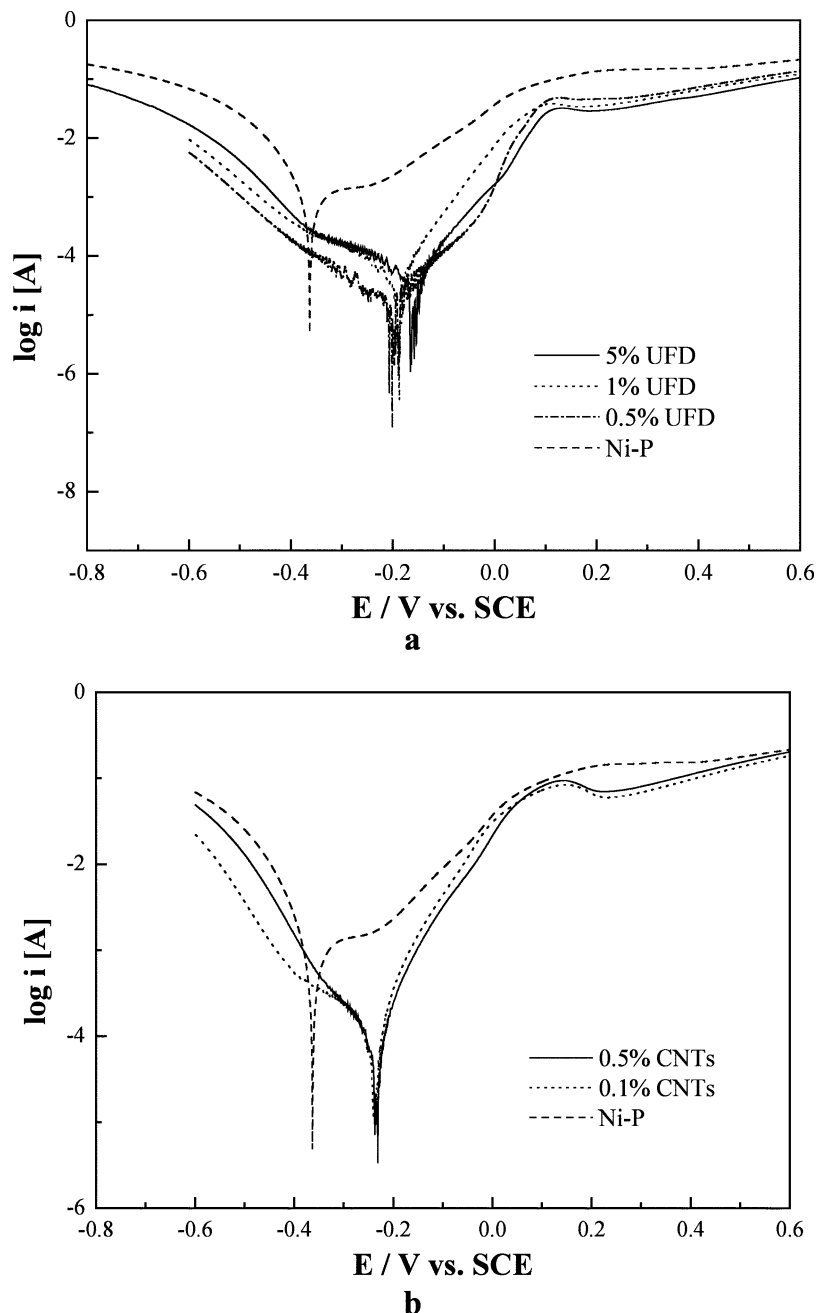 0
-2
-4
-6
-8
log i [A]
5% UFD
1% UFD
0.5% UFD
Ni-P
-0.8 -0.6 -0.4 -0.2 0.0 0.2 0.4 0.6
E / V vs. SCE
a
0
-2
-4
-6
log i [A]
0.5% CNTs
0.1% CNTs
Ni-P
-0.8 -0.6 -0.4 -0.2 0.0 0.2 0.4 0.6
E / V vs. SCE
b